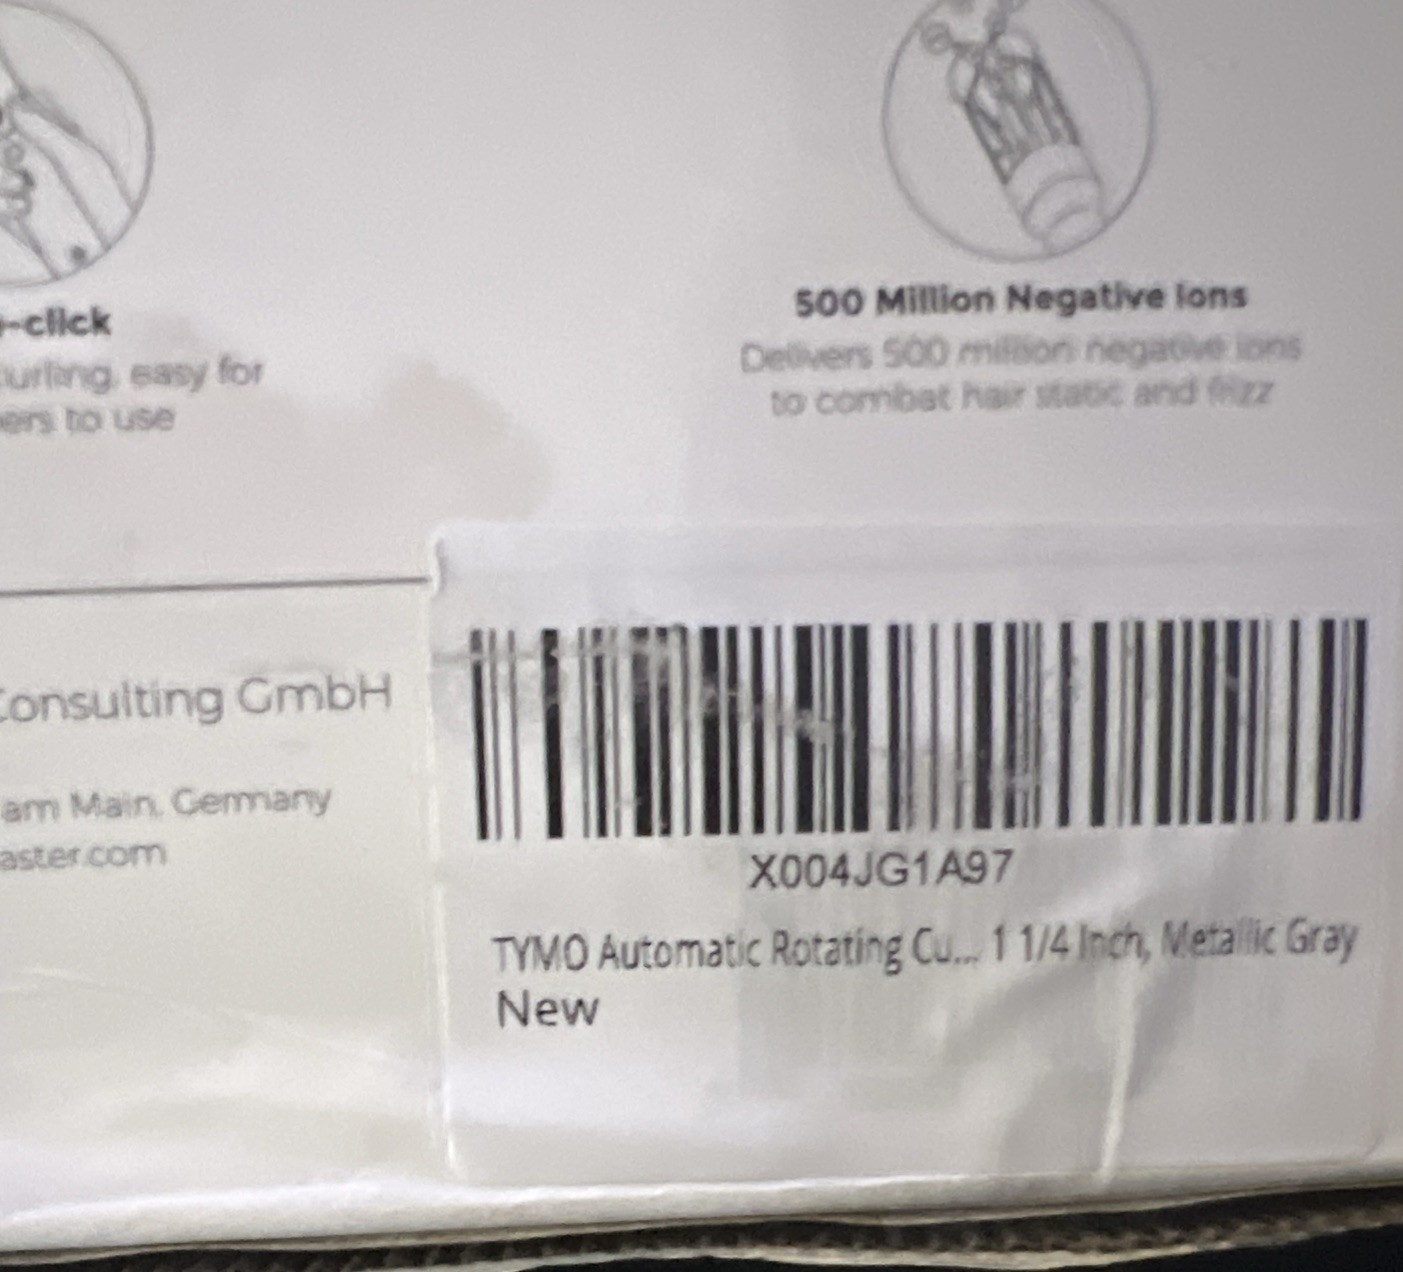 -click
urling, easy for
ers to use
500 Million Negative Ions
Delivers 500 million negative ions
to combat hair static and frizz
Consulting GmbH
am Main, Germany
aster.com
X004JG1A97
TYMO Automatic Rotating Cu... 1 1/4 Inch, Metallic Gray
New